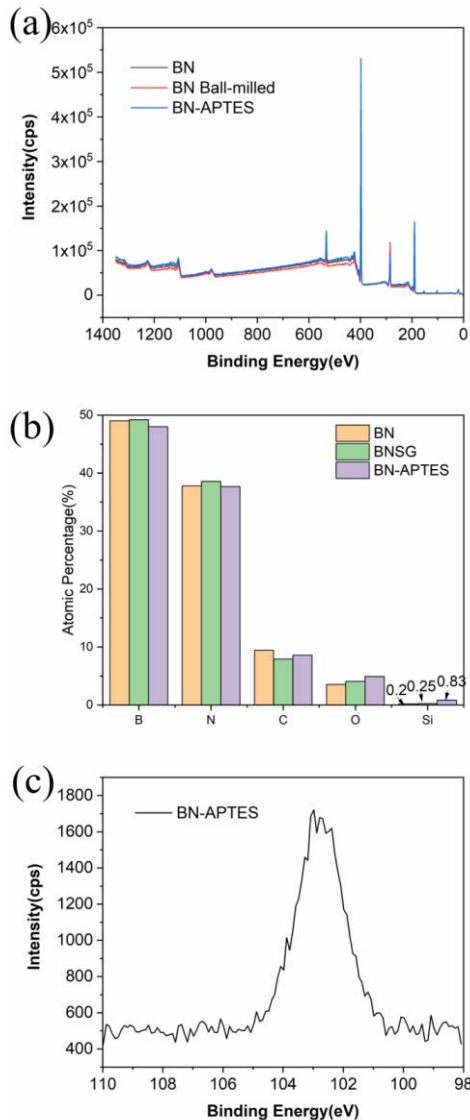 (a)
6x10⁵
5x10⁵
4x10⁵
3x10⁵
2x10⁵
1x10⁵
0
Intensity(cps)
BN
BN Ball-milled
BN-APTES
1400 1200 1000 800 600 400 200 0
Binding Energy(eV)
(b)
50
40
30
20
10
0
Atomic Percentage(%)
BN
BNSG
BN-APTES
0.2 0.25 0.83
B N C O Si
(c)
1800
1600
1400
1200
1000
800
600
400
Intensity(cps)
BN-APTES
110 108 106 104 102 100 98
Binding Energy(eV)